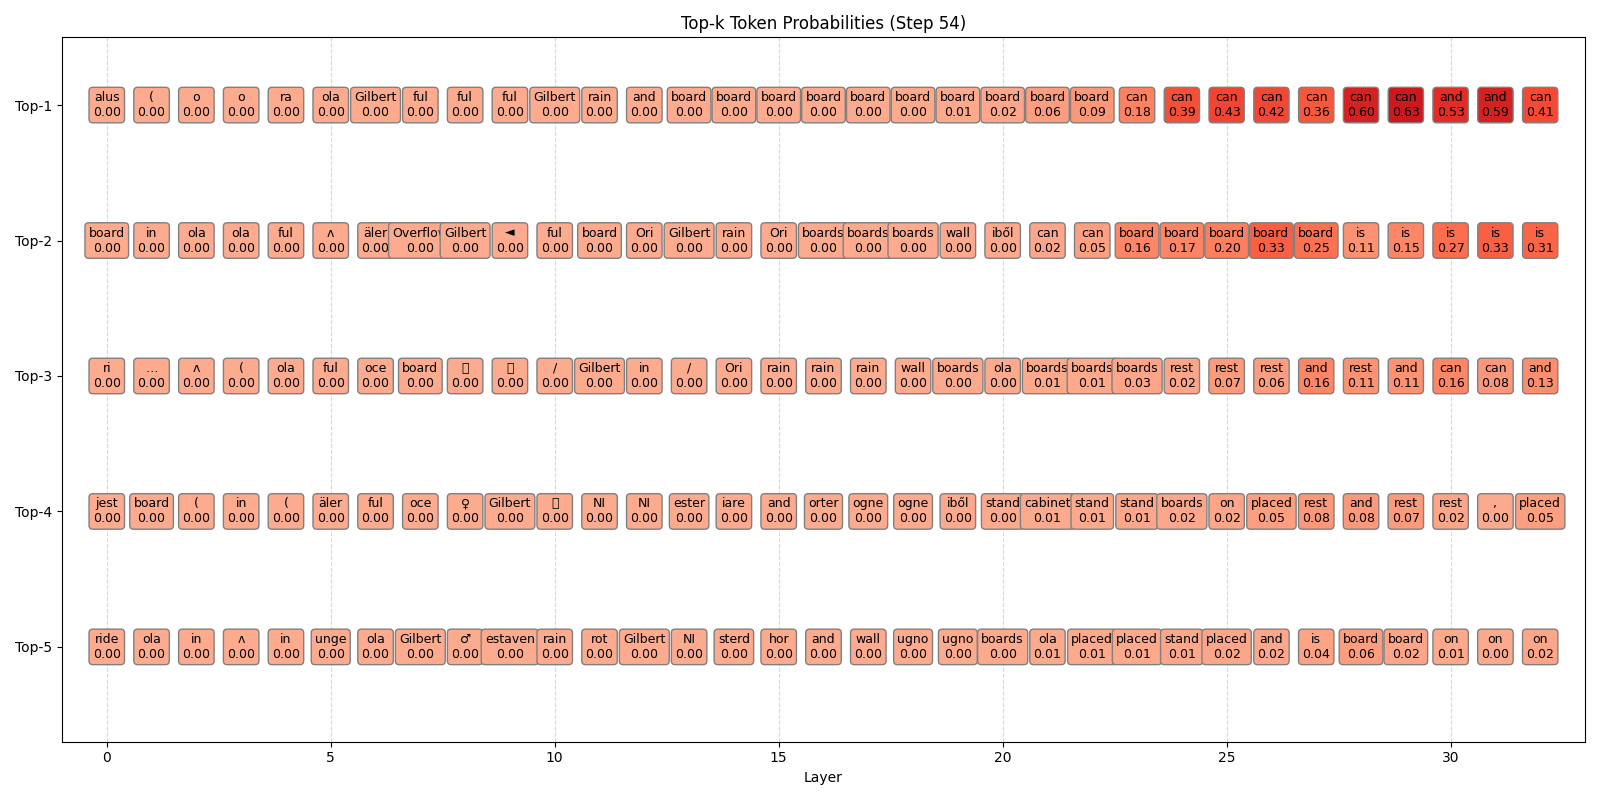 Top-k Token Probabilities (Step 54)
alus ( o o ra ola Gilbert ful ful ful Gilbert rain and board board board board board board board board board board can can can can can can can and and can
Top-1 0.00 0.00 0.00 0.00 0.00 0.00 0.00 0.00 0.00 0.00 0.00 0.00 0.00 0.00 0.00 0.00 0.00 0.00 0.00 0.01 0.02 0.06 0.09 0.18 0.39 0.43 0.42 0.36 0.60 0.63 0.53 0.59 0.41
board in ola ola ful ʌ äler Overflow Gilbert ◄ ful board Ori Gilbert rain Ori boards boards boards wall iből can can board board board board board is is is is is
Top-2 0.00 0.00 0.00 0.00 0.00 0.00 0.00 0.00 0.00 0.00 0.00 0.00 0.00 0.00 0.00 0.00 0.00 0.00 0.00 0.00 0.00 0.02 0.05 0.16 0.17 0.20 0.33 0.25 0.11 0.15 0.27 0.33 0.31
ri ... ʌ ( ola ful oce board / Gilbert in / Ori rain rain rain wall boards ola boards boards boards rest rest rest and rest and can can and
Top-3 0.00 0.00 0.00 0.00 0.00 0.00 0.00 0.00 0.00 0.00 0.00 0.00 0.00 0.00 0.00 0.00 0.00 0.00 0.00 0.00 0.00 0.01 0.01 0.03 0.02 0.07 0.06 0.16 0.11 0.11 0.16 0.08 0.13
jest board ( in ( äler ful oce ♀ Gilbert NI NI ester iare and orter ogne ogne iből stand cabinet stand stand boards on placed rest and rest rest , placed
Top-4 0.00 0.00 0.00 0.00 0.00 0.00 0.00 0.00 0.00 0.00 0.00 0.00 0.00 0.00 0.00 0.00 0.00 0.00 0.00 0.00 0.00 0.01 0.01 0.01 0.02 0.02 0.05 0.08 0.08 0.07 0.02 0.00 0.05
ride ola in ʌ in unge ola Gilbert ♂ estaven rain rot Gilbert NI sterd hor and wall ugno ugno boards ola placed placed stand placed and is board board on on on
Top-5 0.00 0.00 0.00 0.00 0.00 0.00 0.00 0.00 0.00 0.00 0.00 0.00 0.00 0.00 0.00 0.00 0.00 0.00 0.00 0.00 0.00 0.01 0.01 0.01 0.01 0.02 0.02 0.04 0.06 0.02 0.01 0.00 0.02
0 5 10 15 20 25 30
Layer